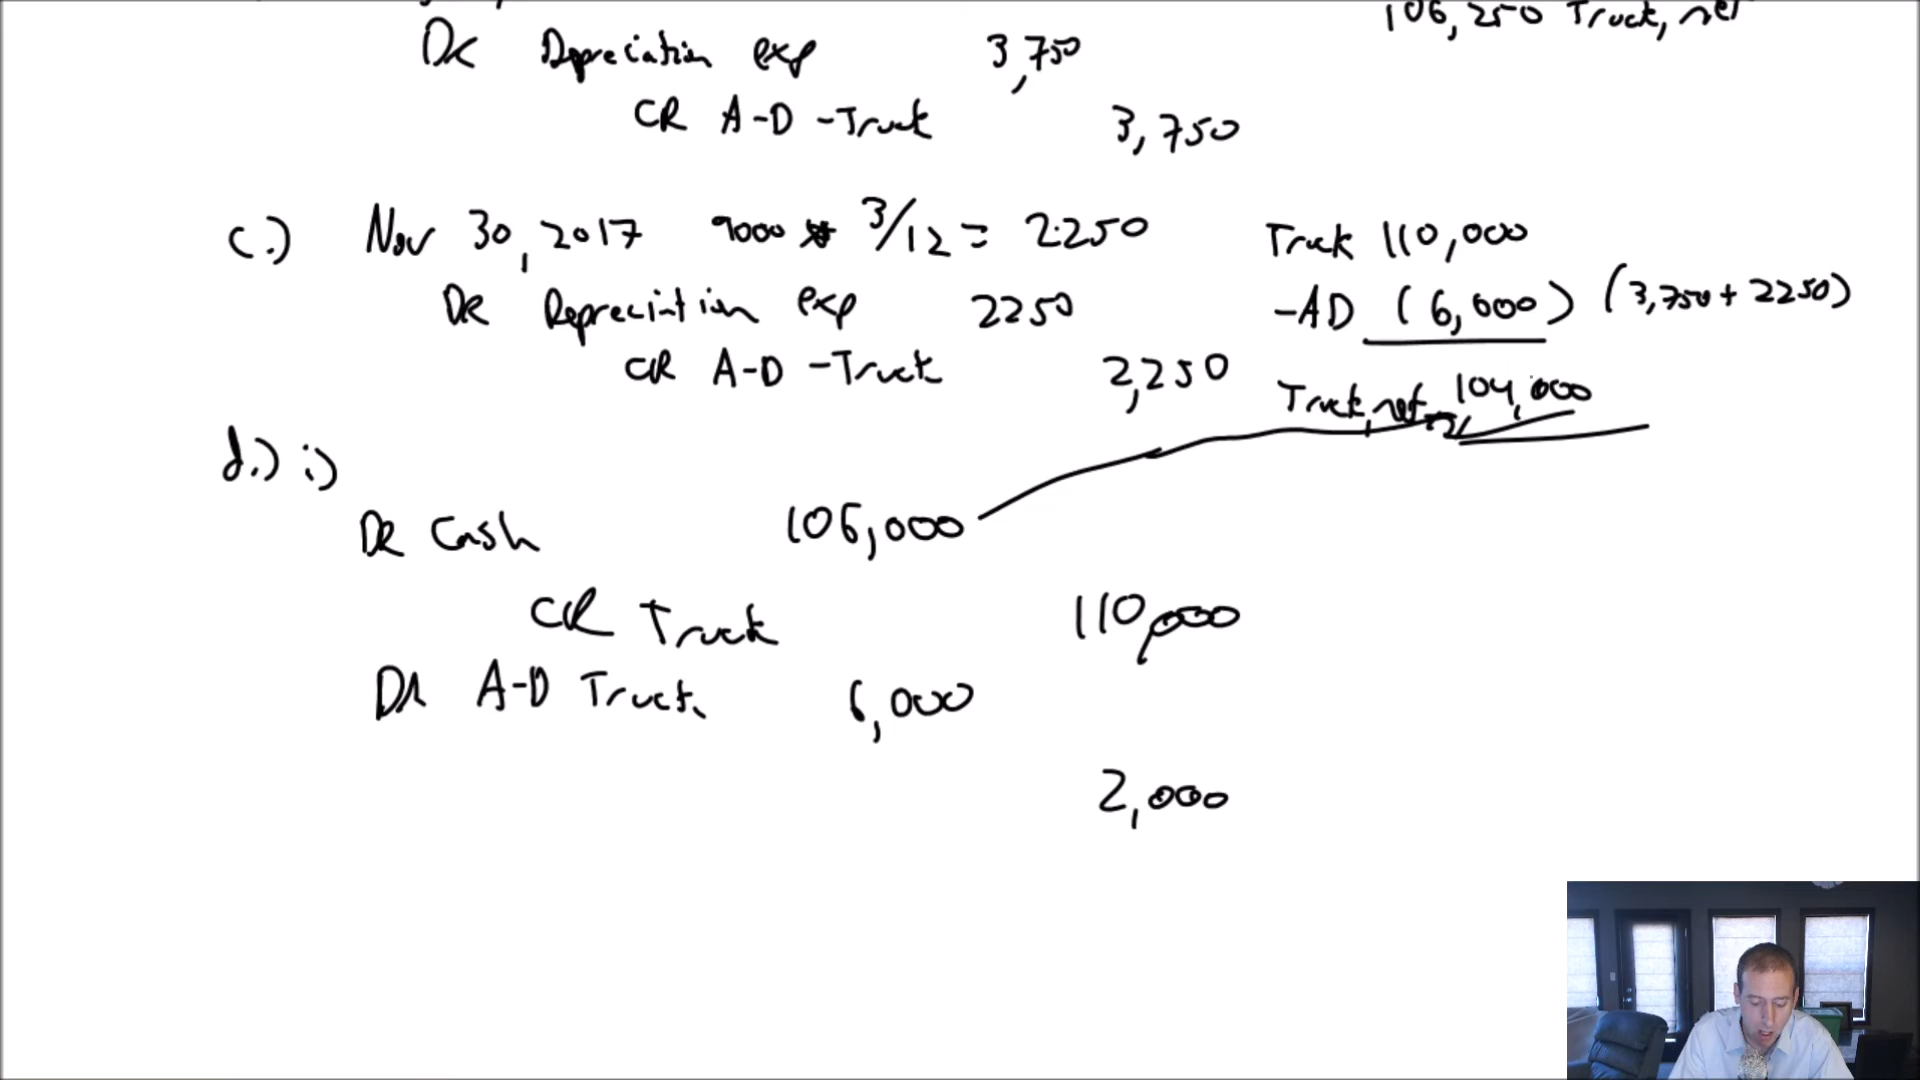 106,250 Truck, net
DR Depreciation exp 3,750
CR A-D -Truck 3,750
c.) Nov 30, 2017 9000 * 3/12 = 2250 Truck 110,000
DR Depreciation exp 2250 -AD (6,000) (3,750 + 2250)
CR A-D -Truck 2,250 Truck, net 104,000
d.) i)
DR Cash 106,000
CR Truck 110,000
DR A-D Truck 6,000
2,000